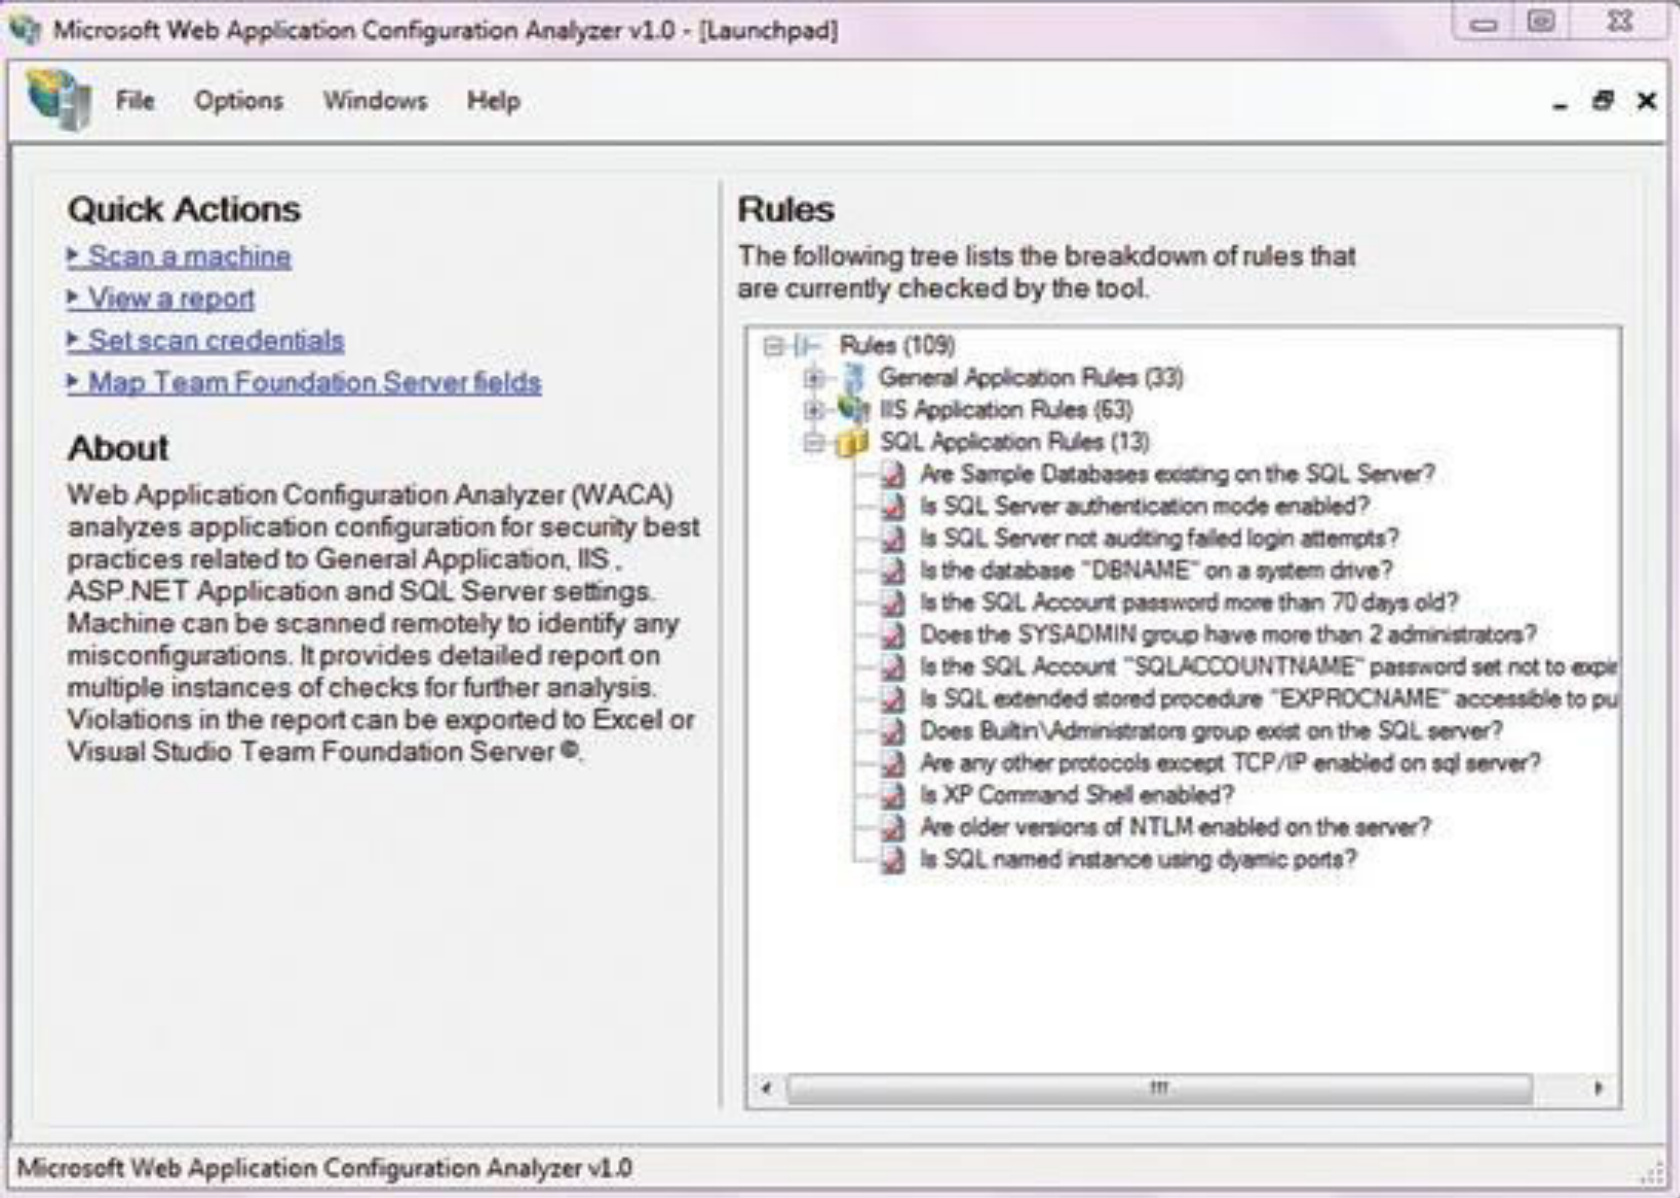 Microsoft Web Application Configuration Analyzer v1.0 - [Launchpad]
File Options Windows Help
Quick Actions
Scan a machine
View a report
Set scan credentials
Map Team Foundation Server fields
About
Web Application Configuration Analyzer (WACA)
analyzes application configuration for security best
practices related to General Application, IIS ,
ASP.NET Application and SQL Server settings.
Machine can be scanned remotely to identify any
misconfigurations. It provides detailed report on
multiple instances of checks for further analysis.
Violations in the report can be exported to Excel or
Visual Studio Team Foundation Server ©.
Rules
The following tree lists the breakdown of rules that
are currently checked by the tool.
Rules (109)
General Application Rules (33)
IIS Application Rules (63)
SQL Application Rules (13)
Are Sample Databases existing on the SQL Server?
Is SQL Server authentication mode enabled?
Is SQL Server not auditing failed login attempts?
Is the database "DBNAME" on a system drive?
Is the SQL Account password more than 70 days old?
Does the SYSADMIN group have more than 2 administrators?
Is the SQL Account "SQLACCOUNTNAME" password set not to expir
Is SQL extended stored procedure "EXPROCNAME" accessible to pu
Does Builtin\Administrators group exist on the SQL server?
Are any other protocols except TCP/IP enabled on sql server?
Is XP Command Shell enabled?
Are older versions of NTLM enabled on the server?
Is SQL named instance using dyamic ports?
Microsoft Web Application Configuration Analyzer v1.0